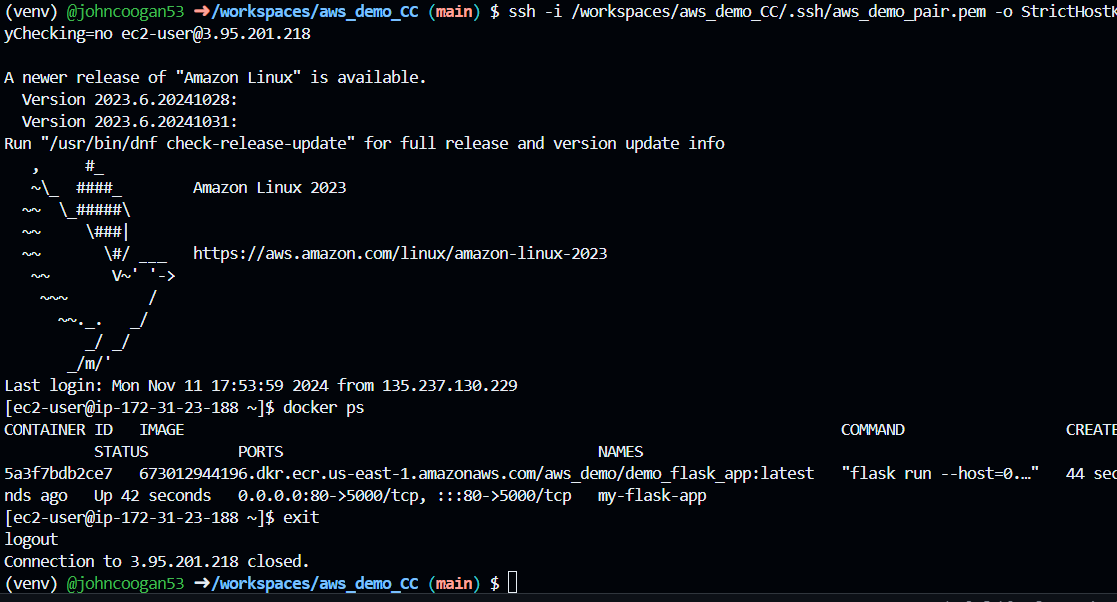 (venv) @johncoogan53 ➜/workspaces/aws_demo_CC (main) $ ssh -i /workspaces/aws_demo_CC/.ssh/aws_demo_pair.pem -o StrictHostK
yChecking=no ec2-user@3.95.201.218

A newer release of "Amazon Linux" is available.
  Version 2023.6.20241028:
  Version 2023.6.20241031:
Run "/usr/bin/dnf check-release-update" for full release and version update info
   ,     #_
   ~\_  ####_        Amazon Linux 2023
  ~~  \_#####\
  ~~     \###|
  ~~       \#/ ___   https://aws.amazon.com/linux/amazon-linux-2023
   ~~       V~' '->
    ~~~         /
      ~~._.   _/
         _/ _/
       _/m/'
Last login: Mon Nov 11 17:53:59 2024 from 135.237.130.229
[ec2-user@ip-172-31-23-188 ~]$ docker ps
CONTAINER ID   IMAGE                                                                         COMMAND                  CREATE
          STATUS          PORTS                                   NAMES
5a3f7bdb2ce7   673012944196.dkr.ecr.us-east-1.amazonaws.com/aws_demo/demo_flask_app:latest   "flask run --host=0.…"   44 sec
nds ago   Up 42 seconds   0.0.0.0:80->5000/tcp, :::80->5000/tcp   my-flask-app
[ec2-user@ip-172-31-23-188 ~]$ exit
logout
Connection to 3.95.201.218 closed.
(venv) @johncoogan53 ➜/workspaces/aws_demo_CC (main) $